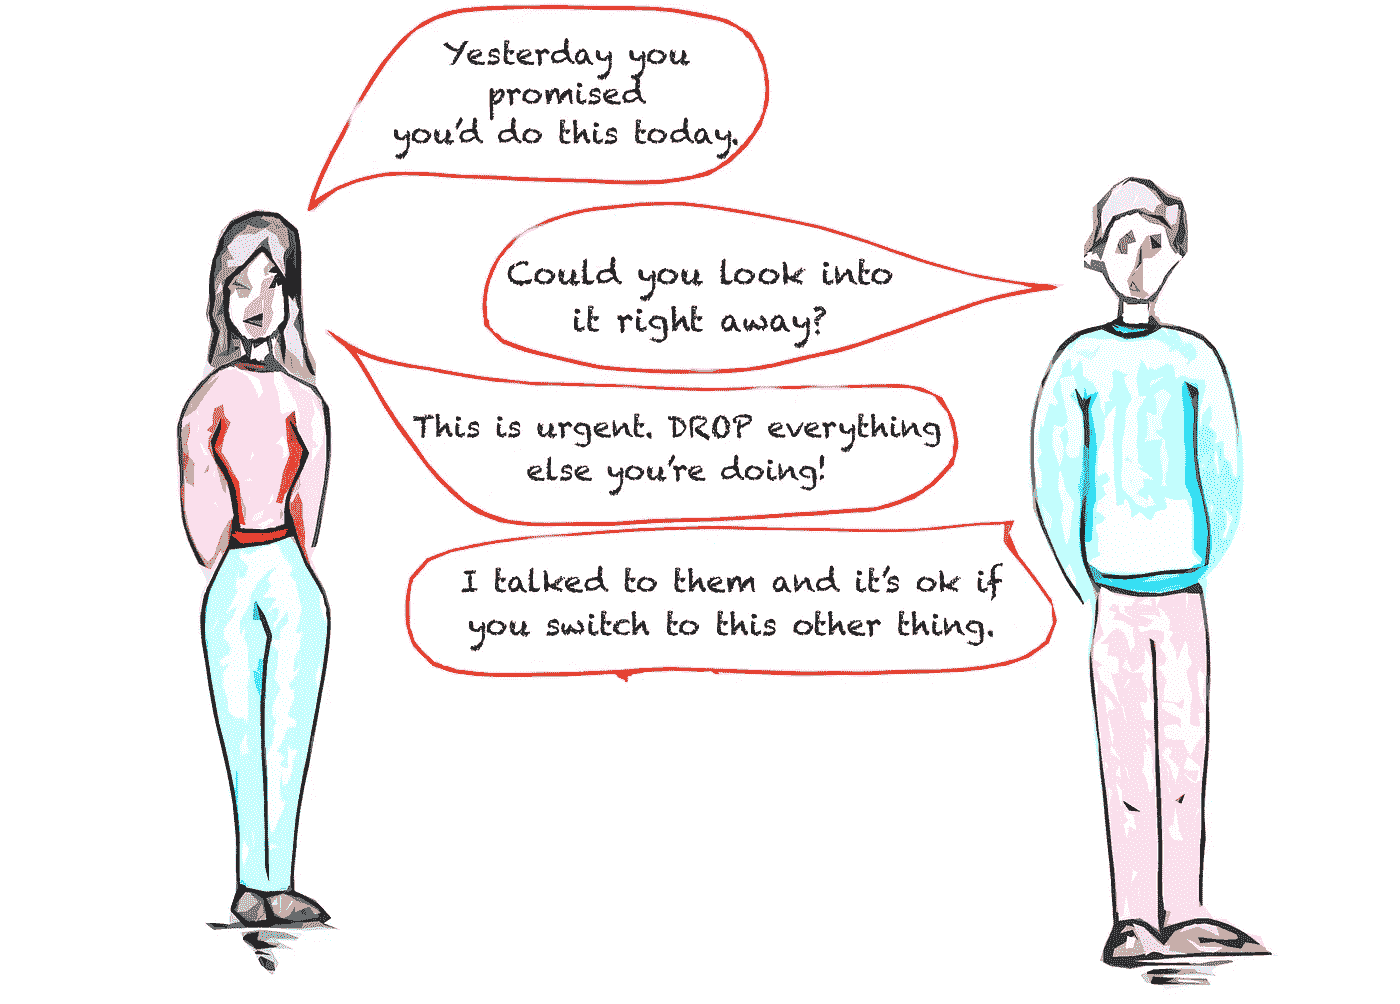 Yesterday you
promised
you'd do this today.
Could you look into
it right away?
This is urgent. DROP everything
else you're doing!
I talked to them and it's ok if
you switch to this other thing.